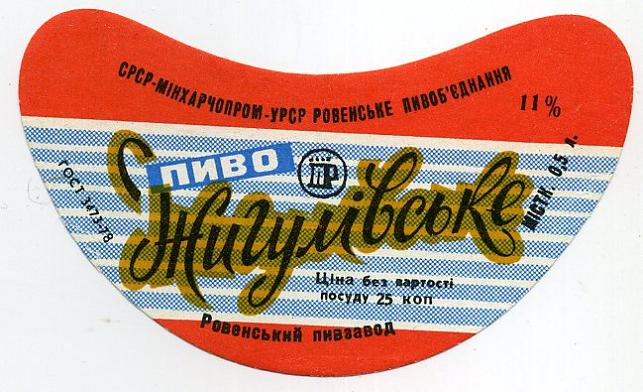 СРСР-МІНХАРЧОПРОМ-УРСР РОВЕНСЬКЕ ПИВОБ'ЄДНАННЯ
11%
ПИВО
Жигулівське
ГОСТ 3473-78
МІСТК. 0,5 л.
Ціна без вартості
посуду 25 коп
Ровенський пивзавод